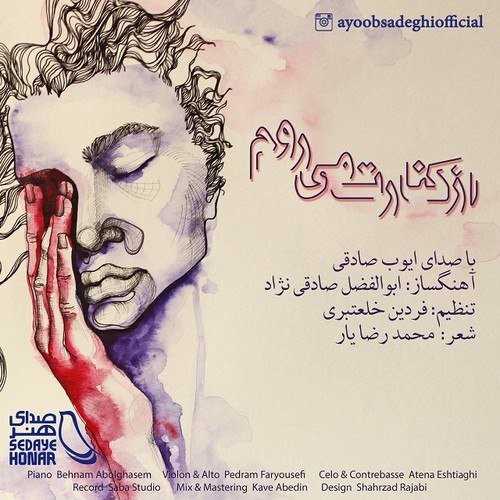 ayoobsadeghiofficial
از کنارت می روم
با صدای ایوب صادقی
آهنگساز: ابوالفضل صادقی نژاد
تنظیم: فردین خلعتبری
شعر: محمد رضا یار
صدای
هنر
SEDAYE
HONAR
Piano Behnam Abolghasem Violon & Alto Pedram Faryousefi Celo & Contrebasse Atena Eshtiaghi
Record Saba Studio Mix & Mastering Kave Abedin Design Shahrzad Rajabi